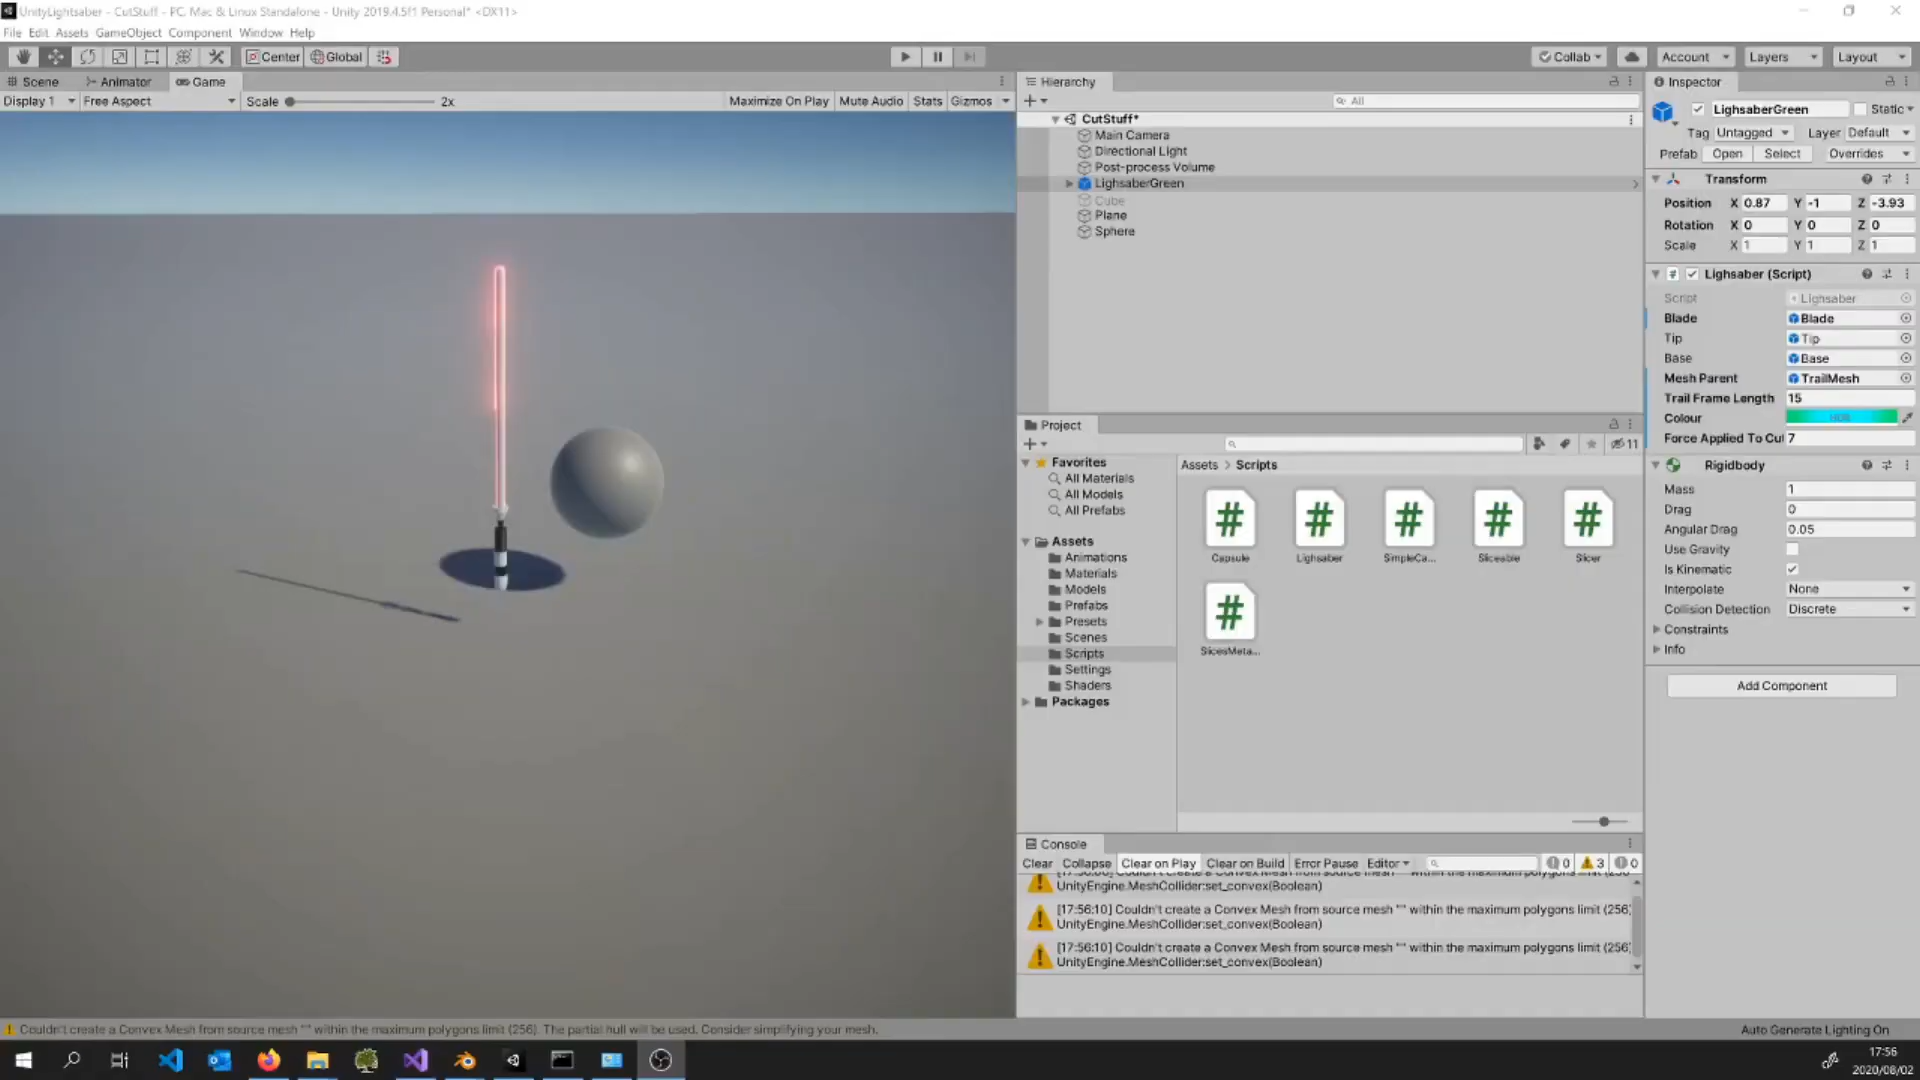 UnityLightsaber - CutStuff - PC, Mac & Linux Standalone - Unity 2019.4.5f1 Personal* <DX11>
File Edit Assets GameObject Component Window Help
Center Global Collab Account Layers Layout
Scene Animator Game
Display 1 Free Aspect Scale 2x Maximize On Play Mute Audio Stats Gizmos
Hierarchy
All
CutStuff*
Main Camera
Directional Light
Post-process Volume
LighsaberGreen
Cube
Plane
Sphere
Project
11
Favorites
All Materials
All Models
All Prefabs
Assets
Animations
Materials
Models
Prefabs
Presets
Scenes
Scripts
Settings
Shaders
Packages
Assets > Scripts
Capsule Lighsaber SimpleCa... Sliceable Slicer
SlicesMeta...
Console
Clear Collapse Clear on Play Clear on Build Error Pause Editor 0 3 0
UnityEngine.MeshCollider:set_convex(Boolean)
[17:56:10] Couldn't create a Convex Mesh from source mesh "" within the maximum polygons limit (256)
UnityEngine.MeshCollider:set_convex(Boolean)
[17:56:10] Couldn't create a Convex Mesh from source mesh "" within the maximum polygons limit (256)
UnityEngine.MeshCollider:set_convex(Boolean)
Inspector
LighsaberGreen Static
Tag Untagged Layer Default
Prefab Open Select Overrides
Transform
Position X 0.87 Y -1 Z -3.93
Rotation X 0 Y 0 Z 0
Scale X 1 Y 1 Z 1
Lighsaber (Script)
Script Lighsaber
Blade Blade
Tip Tip
Base Base
Mesh Parent TrailMesh
Trail Frame Length 15
Colour HDR
Force Applied To Cut 7
Rigidbody
Mass 1
Drag 0
Angular Drag 0.05
Use Gravity
Is Kinematic
Interpolate None
Collision Detection Discrete
Constraints
Info
Add Component
Couldn't create a Convex Mesh from source mesh "" within the maximum polygons limit (256). The partial hull will be used. Consider simplifying your mesh.
Auto Generate Lighting On
17:56
2020/08/02